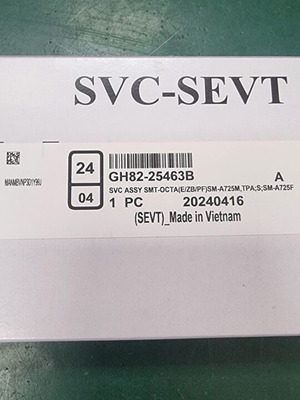 SVC-SEVT
24
04
GH82-25463B
SVC ASSY SMT-OCTA(E/ZB/PF)SM-A725M,TPA;S;SM-A725F
A
1 PC 20240416
(SEVT)_Made in Vietnam